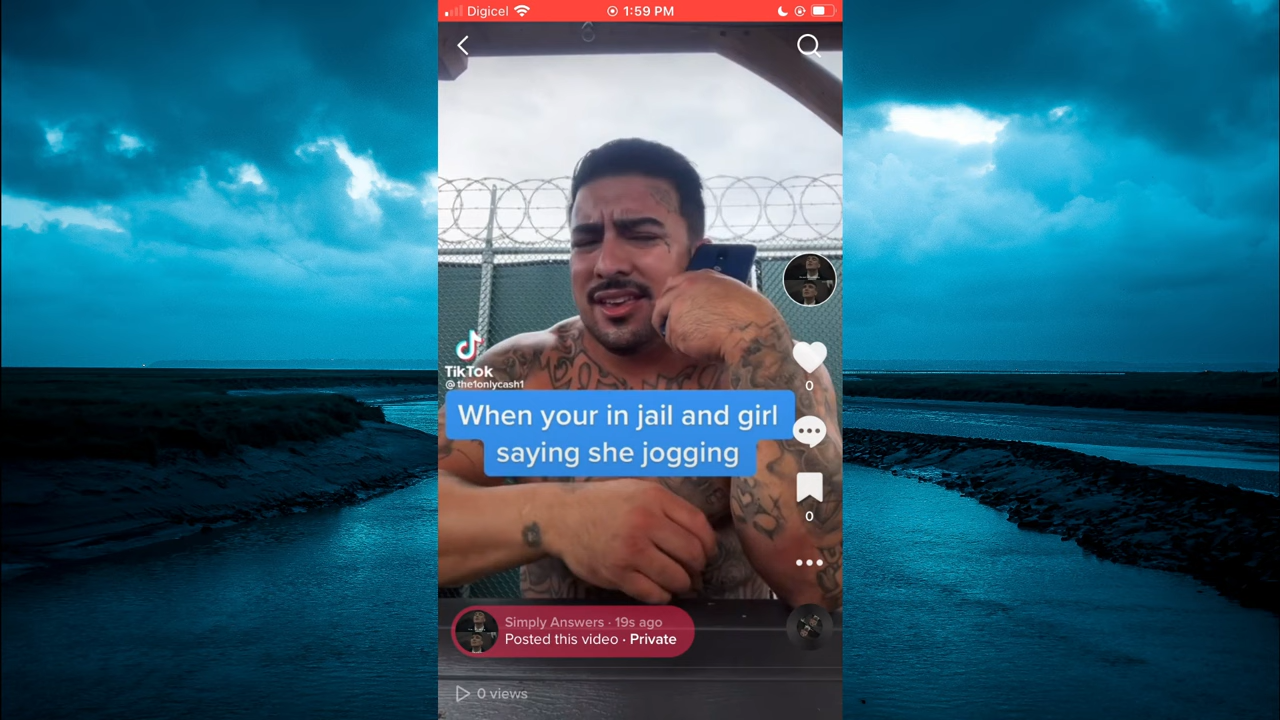 Digicel
1:59 PM
TikTok
@ the1onlycash1
When your in jail and girl
saying she jogging
0
0
Simply Answers · 19s ago
Posted this video · Private
0 views